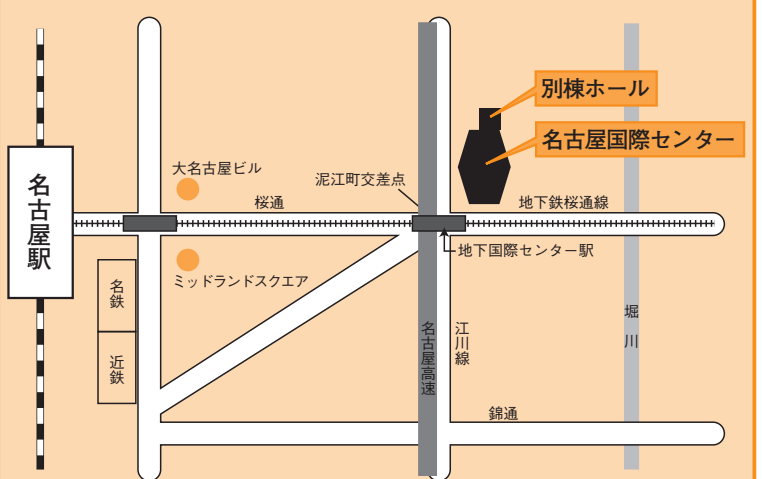 別棟ホール
名古屋国際センター
大名古屋ビル
泥江町交差点
名古屋駅
桜通
地下鉄桜通線
地下国際センター駅
ミッドランドスクエア
名鉄
近鉄
名古屋高速
江川線
堀川
錦通